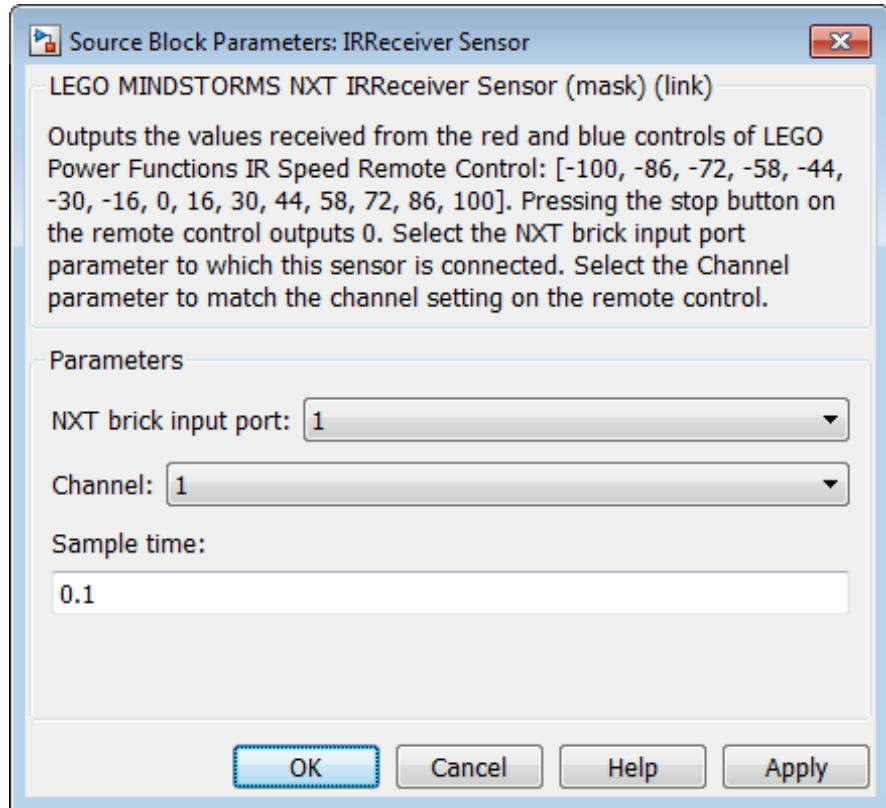 Source Block Parameters: IRReceiver Sensor
LEGO MINDSTORMS NXT IRReceiver Sensor (mask) (link)
Outputs the values received from the red and blue controls of LEGO
Power Functions IR Speed Remote Control: [-100, -86, -72, -58, -44,
-30, -16, 0, 16, 30, 44, 58, 72, 86, 100]. Pressing the stop button on
the remote control outputs 0. Select the NXT brick input port
parameter to which this sensor is connected. Select the Channel
parameter to match the channel setting on the remote control.
Parameters
NXT brick input port: 1
Channel: 1
Sample time:
0.1
OK Cancel Help Apply